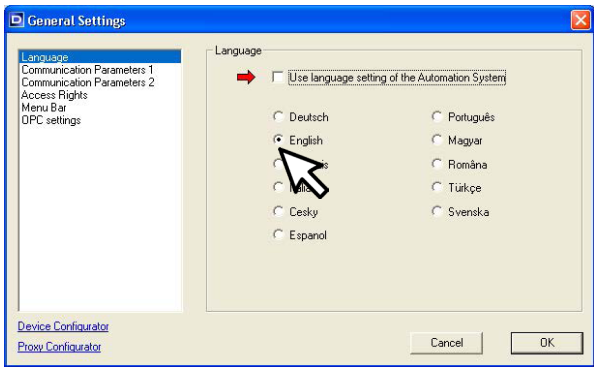 General Settings
Language
Communication Parameters 1
Communication Parameters 2
Access Rights
Menu Bar
OPC settings
Device Configurator
Proxy Configurator
Language
Use language setting of the Automation System
Deutsch
English
Cesky
Espanol
Português
Magyar
Româna
Türkçe
Svenska
Cancel
OK